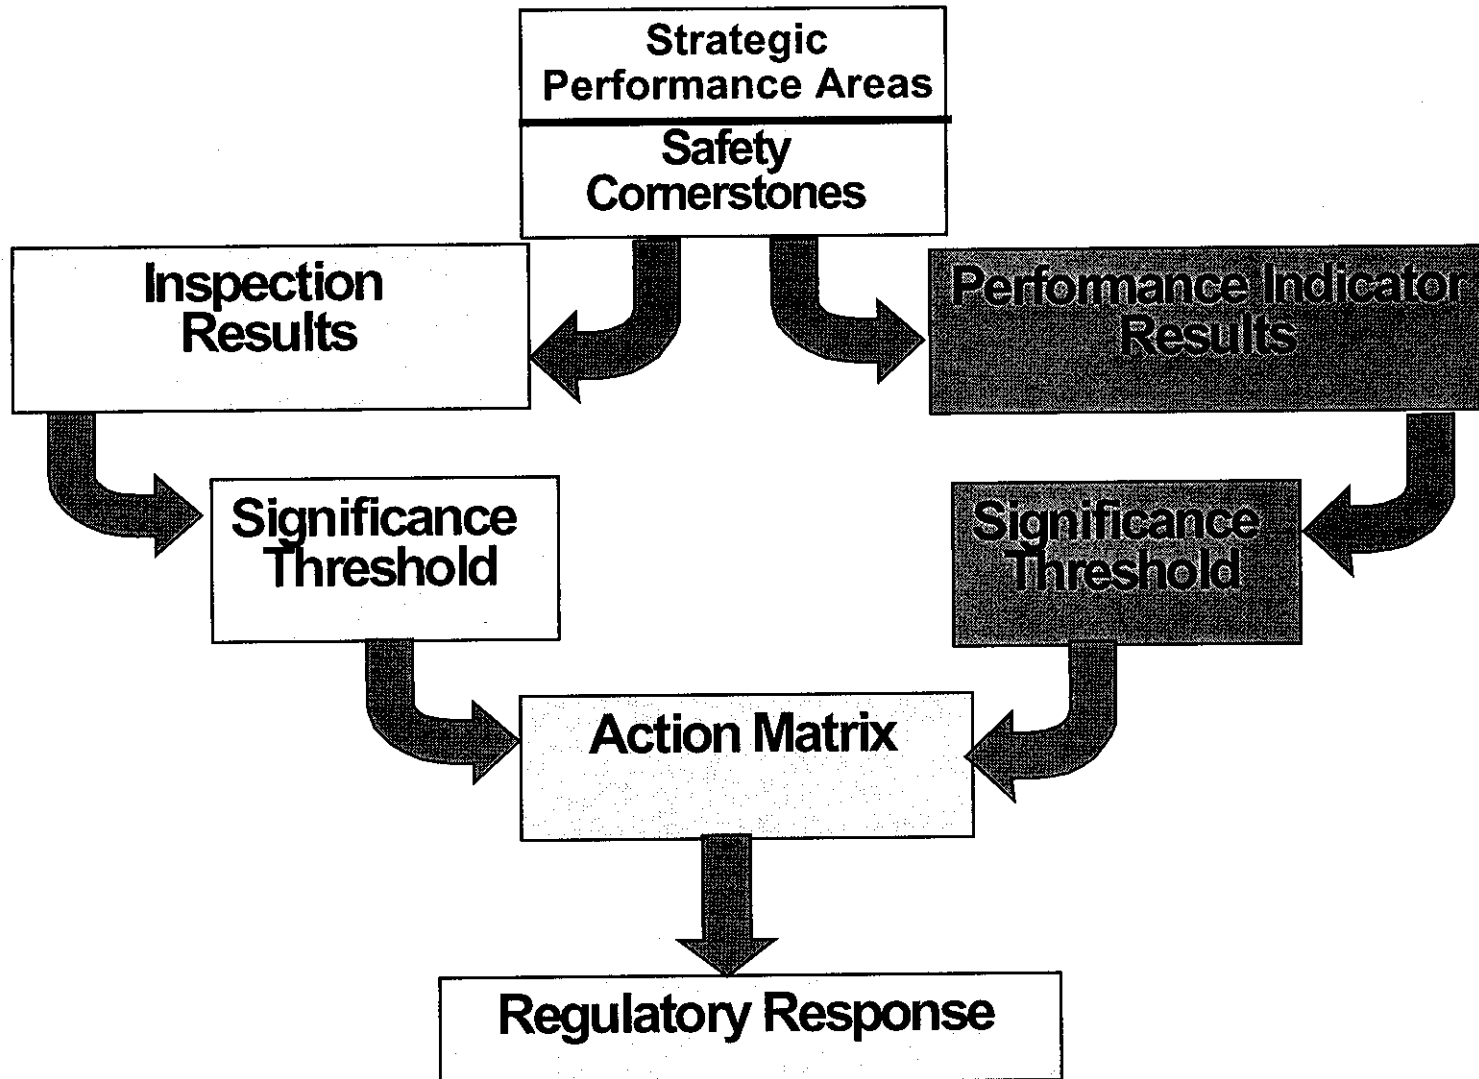 Strategic
Performance Areas
Safety
Cornerstones
Inspection
Results
Performance Indicator
Results
Significance
Threshold
Significance
Threshold
Action Matrix
Regulatory Response